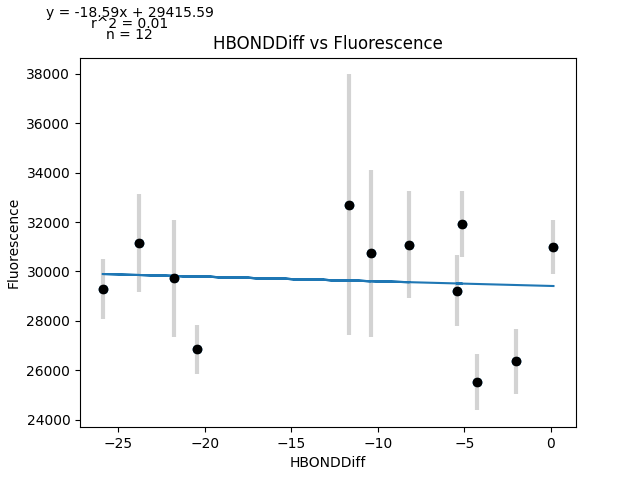 y = -18.59x + 29415.59
r^2 = 0.01
n = 12
HBONDDiff vs Fluorescence
38000
36000
34000
32000
30000
28000
26000
24000
Fluorescence
−25
−20
−15
−10
−5
0
HBONDDiff